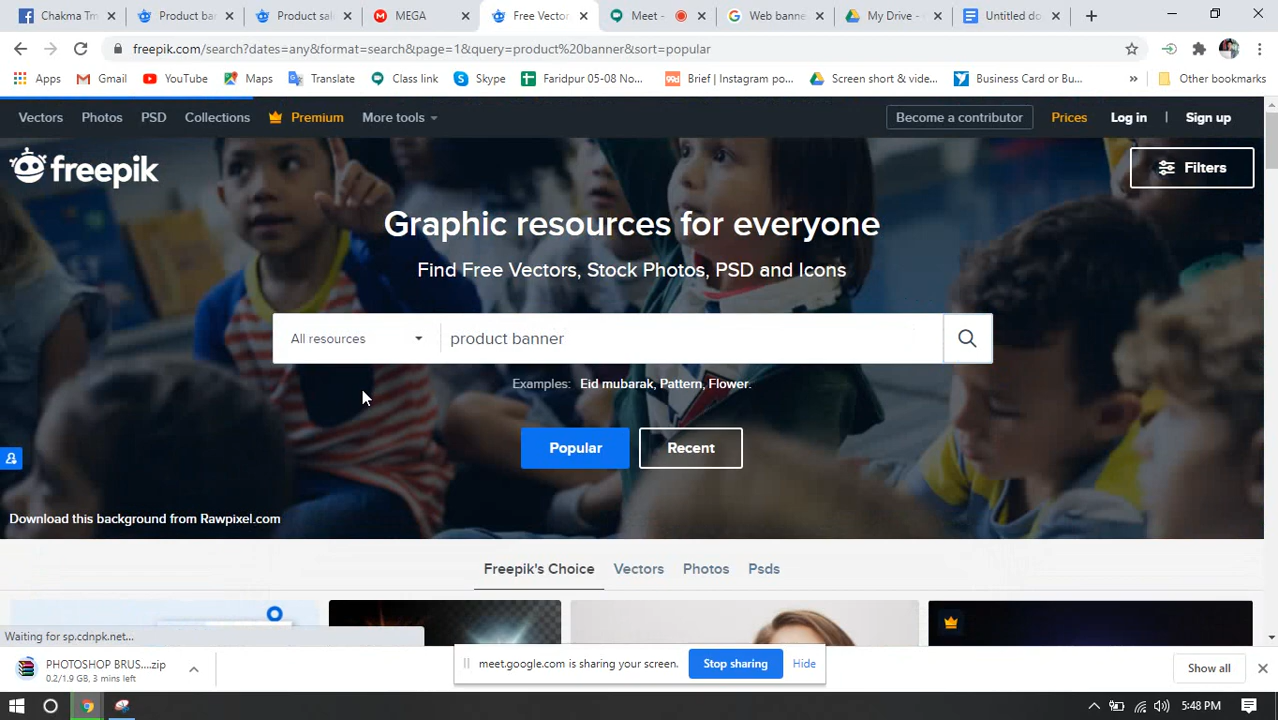 Chakma Tm
Product ba
Product sal
MEGA
Free Vector
Meet -
Web banne
My Drive -
Untitled do
freepik.com/search?dates=any&format=search&page=1&query=product%20banner&sort=popular
Apps
Gmail
YouTube
Maps
Translate
Class link
Skype
Faridpur 05-08 No...
Brief | Instagram po...
Screen short & vide...
Business Card or Bu...
»
Other bookmarks
Vectors
Photos
PSD
Collections
Premium
More tools
Become a contributor
Prices
Log in
|
Sign up
freepik
Filters
Graphic resources for everyone
Find Free Vectors, Stock Photos, PSD and Icons
All resources
product banner
Examples: Eid mubarak, Pattern, Flower.
Popular
Recent
Download this background from Rawpixel.com
Freepik's Choice
Vectors
Photos
Psds
Waiting for sp.cdnpk.net...
PHOTOSHOP BRUS....zip
0.2/1.9 GB, 3 mins left
meet.google.com is sharing your screen.
Stop sharing
Hide
Show all
5:48 PM